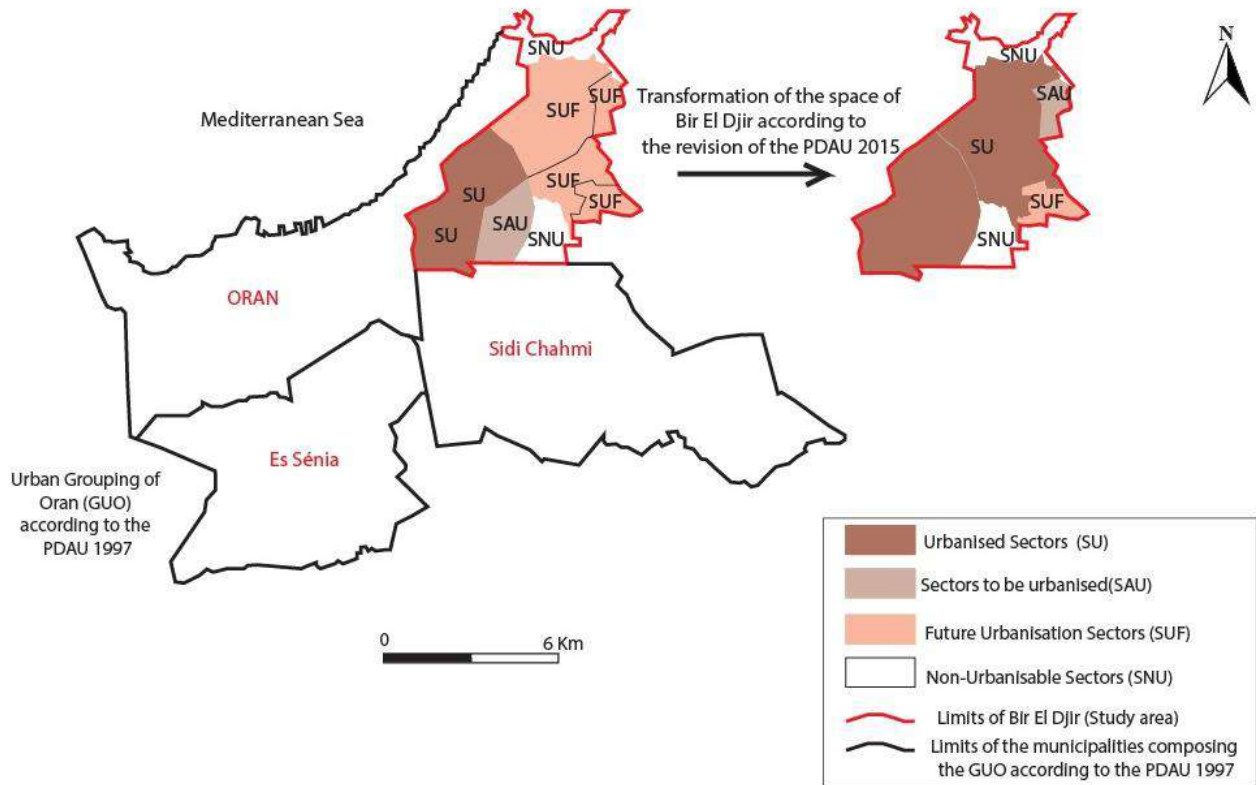 N
SNU
SUF
SUF
SUF
SUF
SU
SU
SAU
SNU
Mediterranean Sea
Transformation of the space of
Bir El Djir according to
the revision of the PDAU 2015
SNU
SAU
SU
SUF
SNU
ORAN
Sidi Chahmi
Es Sénia
Urban Grouping of
Oran (GUO)
according to the
PDAU 1997
0 6 Km
Urbanised Sectors (SU)
Sectors to be urbanised(SAU)
Future Urbanisation Sectors (SUF)
Non-Urbanisable Sectors (SNU)
Limits of Bir El Djir (Study area)
Limits of the municipalities composing
the GUO according to the PDAU 1997